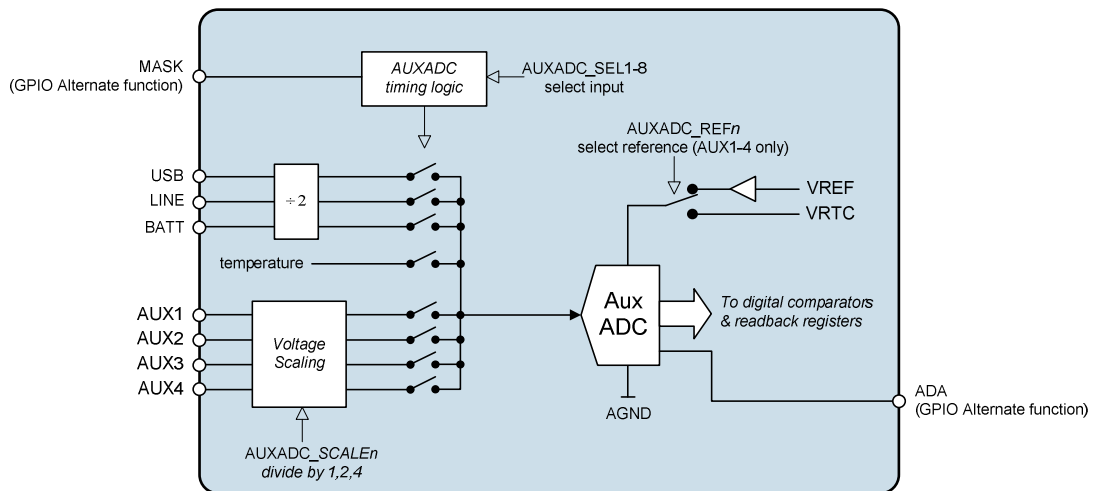 MASK
(GPIO Alternate function)
AUXADC
timing logic
AUXADC_SEL1-8
select input
AUXADC_REFn
select reference (AUX1-4 only)
USB
LINE
BATT
÷ 2
VREF
VRTC
temperature
AUX1
AUX2
AUX3
AUX4
Voltage
Scaling
Aux
ADC
To digital comparators
& readback registers
AGND
ADA
(GPIO Alternate function)
AUXADC_SCALEn
divide by 1,2,4